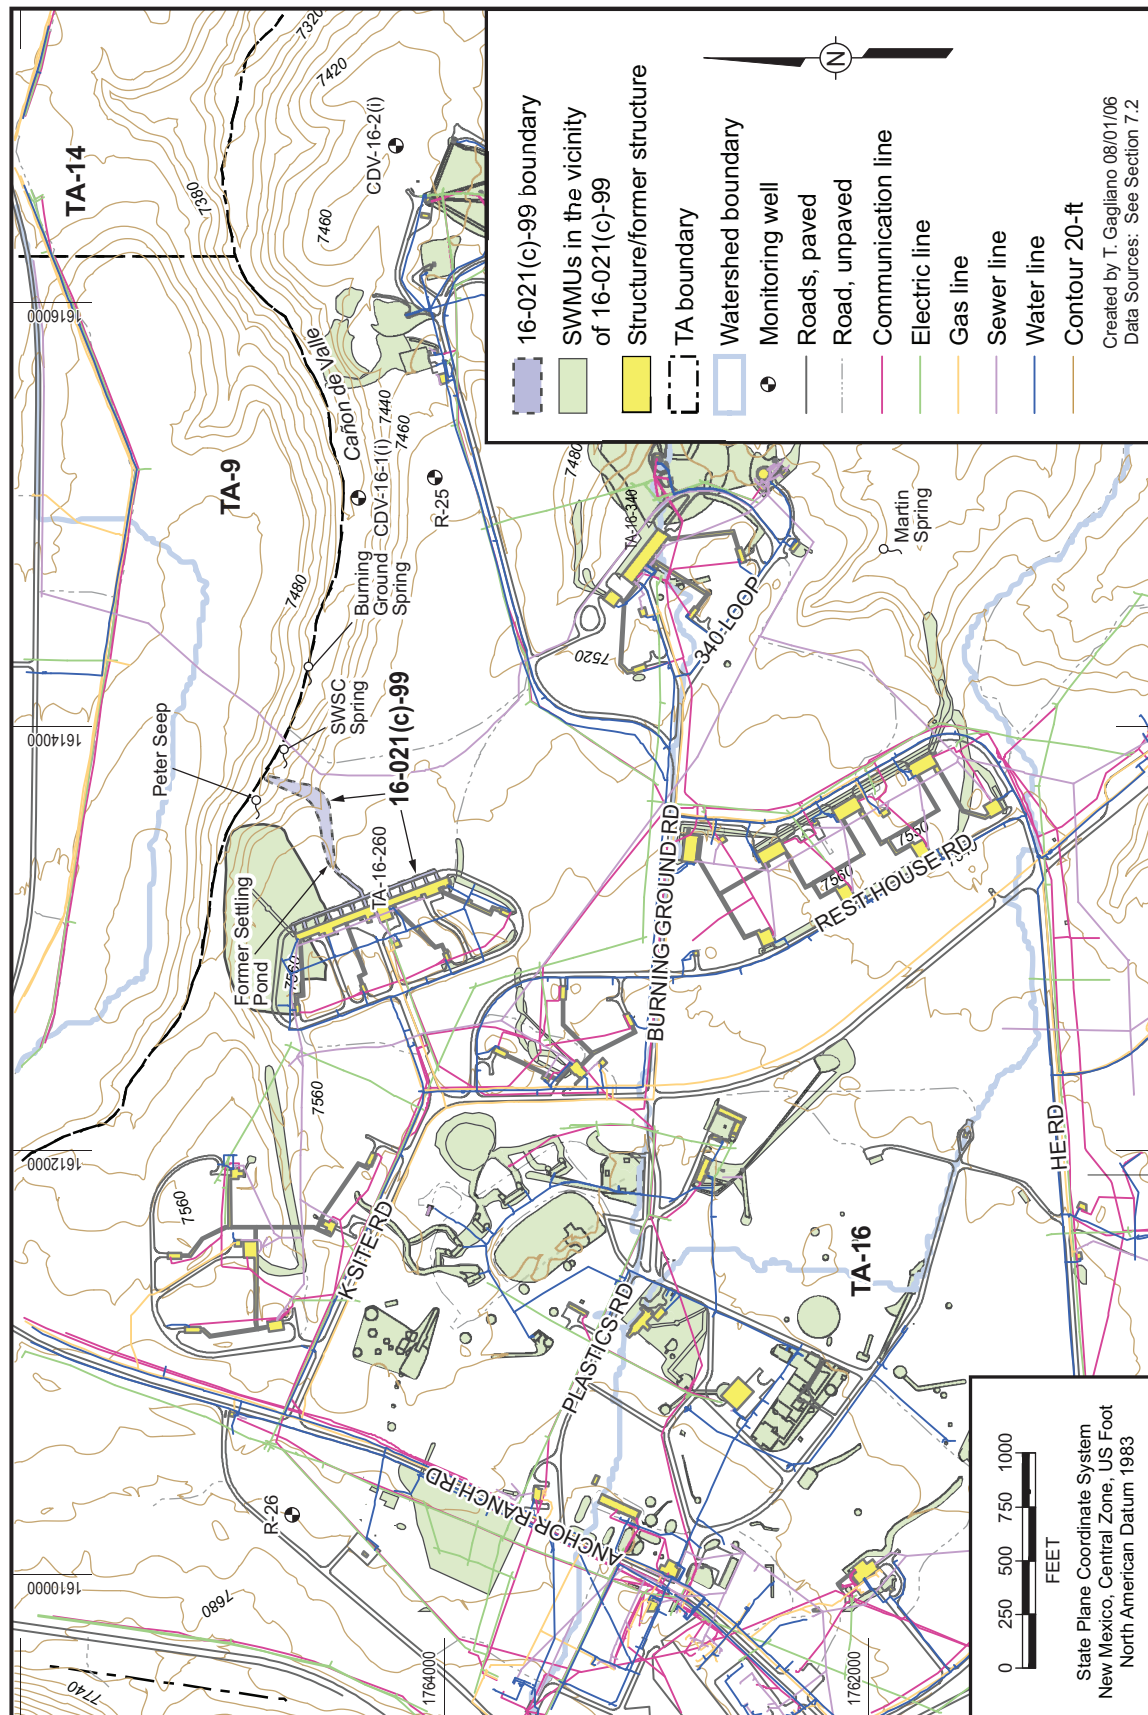 TA-14
TA-9
TA-16
7320
7420
7380
7460
CDV-16-2(i)
1616000
Cañon de Valle
7440
7460
CDV-16-1(i)
R-25
7480
Burning
Ground
Spring
SWSC
Spring
Peter Seep
1614000
16-021(c)-99
TA-16-260
Former Settling
Pond
7560
7560
7560
7480
TA-16-340
7520
340 LOOP
Martin
Spring
BURNING GROUND RD
REST HOUSE RD
7560
7550
HE RD
1612000
K-SITE RD
PLASTICS RD
ANCHOR RANCH RD
R-26
1610000
7680
7740
1764000
1762000
16-021(c)-99 boundary
SWMUs in the vicinity
of 16-021(c)-99
Structure/former structure
TA boundary
Watershed boundary
Monitoring well
Roads, paved
Road, unpaved
Communication line
Electric line
Gas line
Sewer line
Water line
Contour 20-ft
N
Created by T. Gagliano 08/01/06
Data Sources: See Section 7.2
0 250 500 750 1000
FEET
State Plane Coordinate System
New Mexico, Central Zone, US Foot
North American Datum 1983